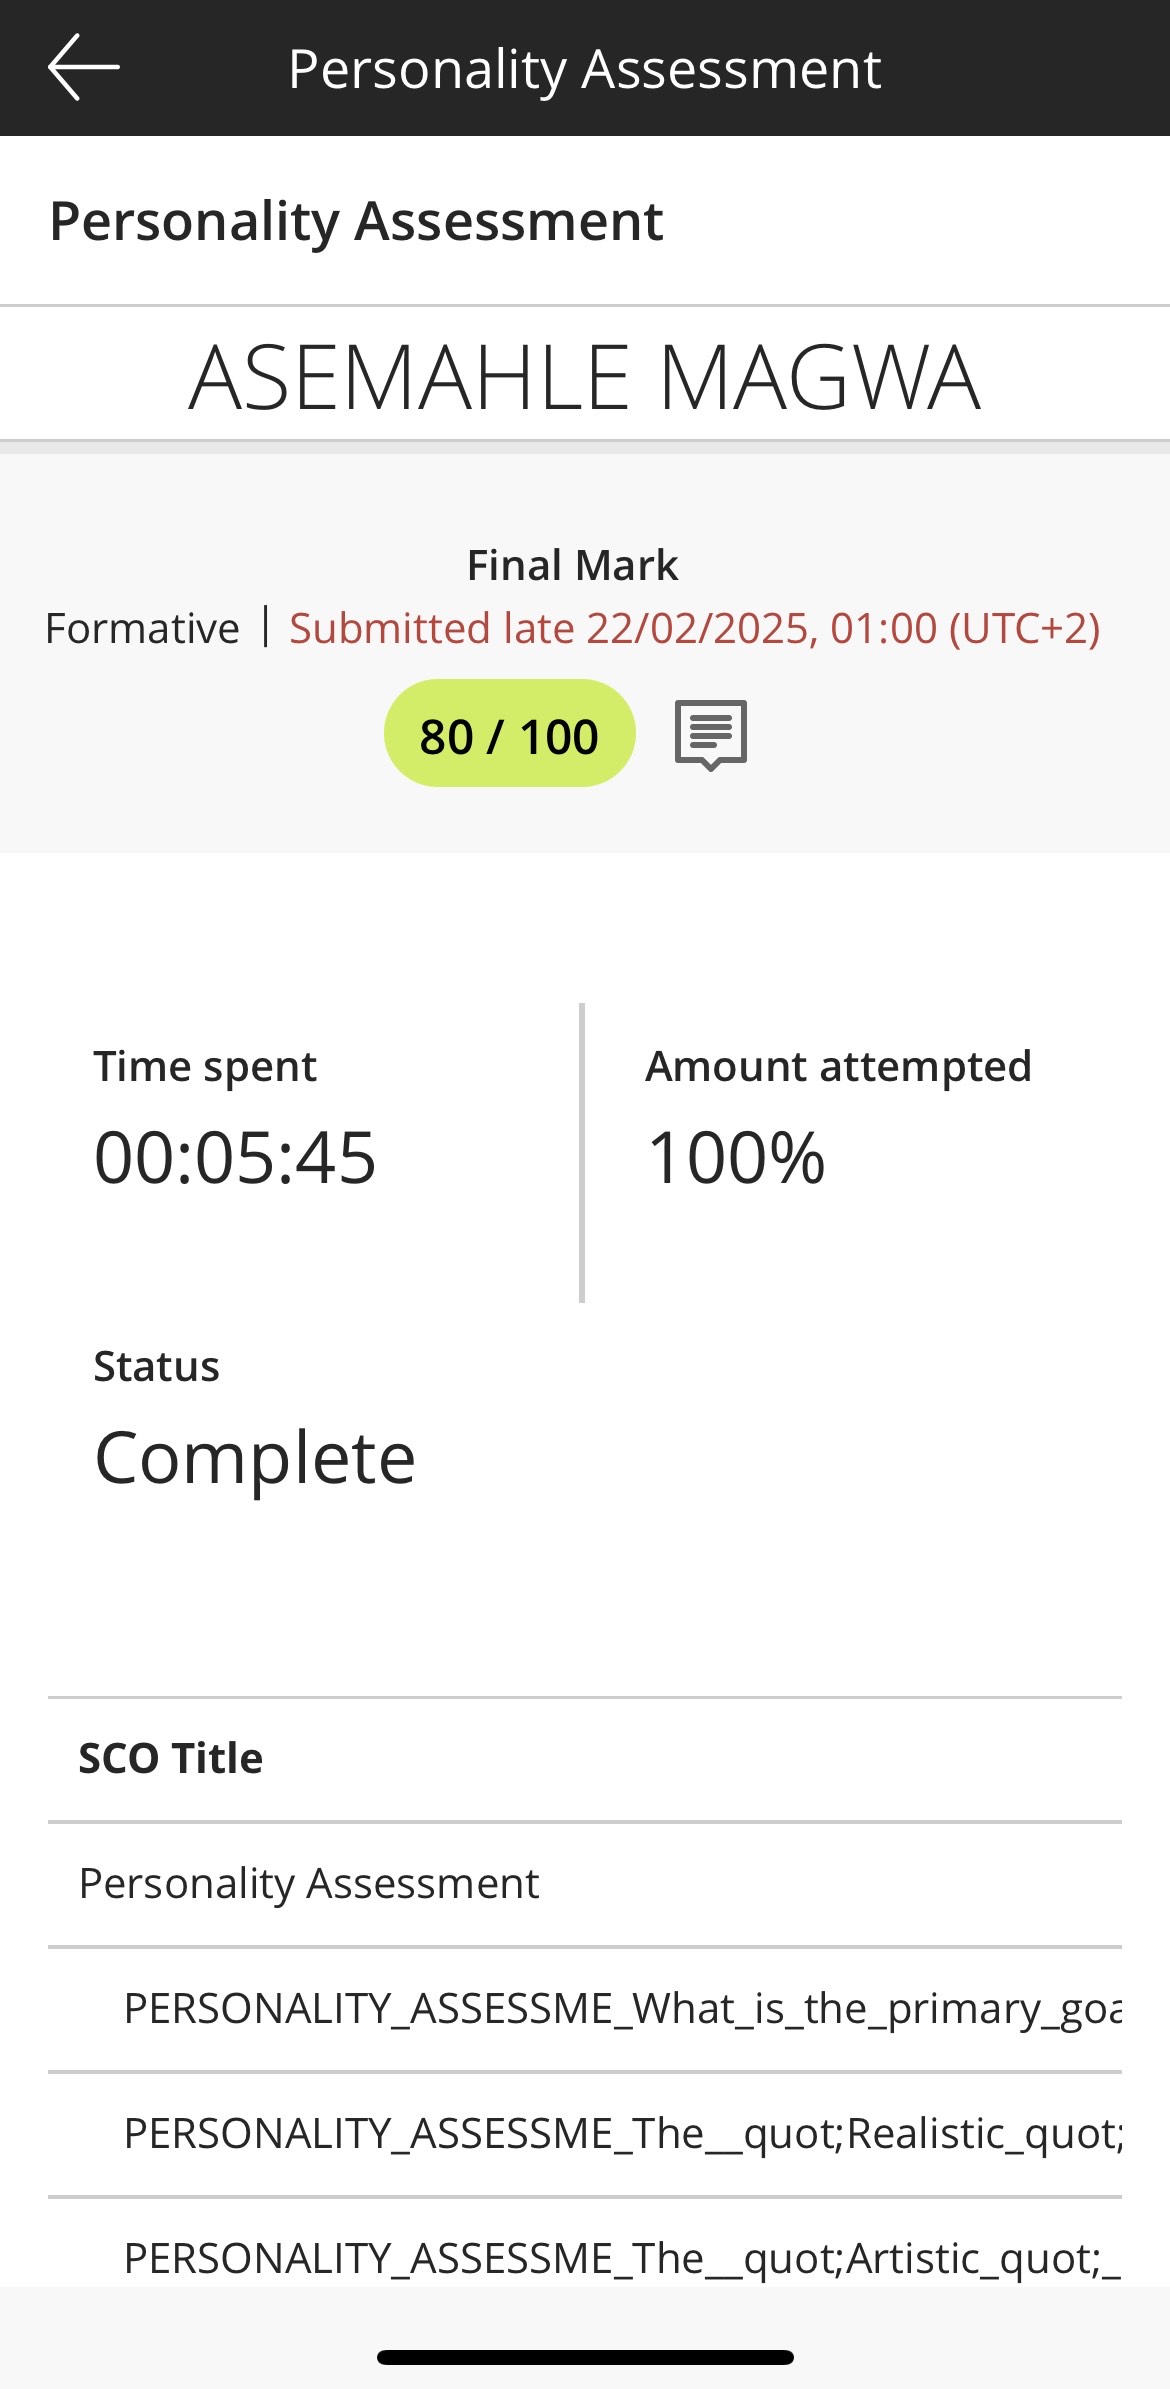 Personality Assessment
Personality Assessment
ASEMAHLE MAGWA
Final Mark
Formative | Submitted late 22/02/2025, 01:00 (UTC+2)
80 / 100
Time spent
Amount attempted
00:05:45
100%
Status
Complete
SCO Title
Personality Assessment
PERSONALITY_ASSESSME_What_is_the_primary_goa
PERSONALITY_ASSESSME_The__quot;Realistic_quot;
PERSONALITY_ASSESSME_The__quot;Artistic_quot;_